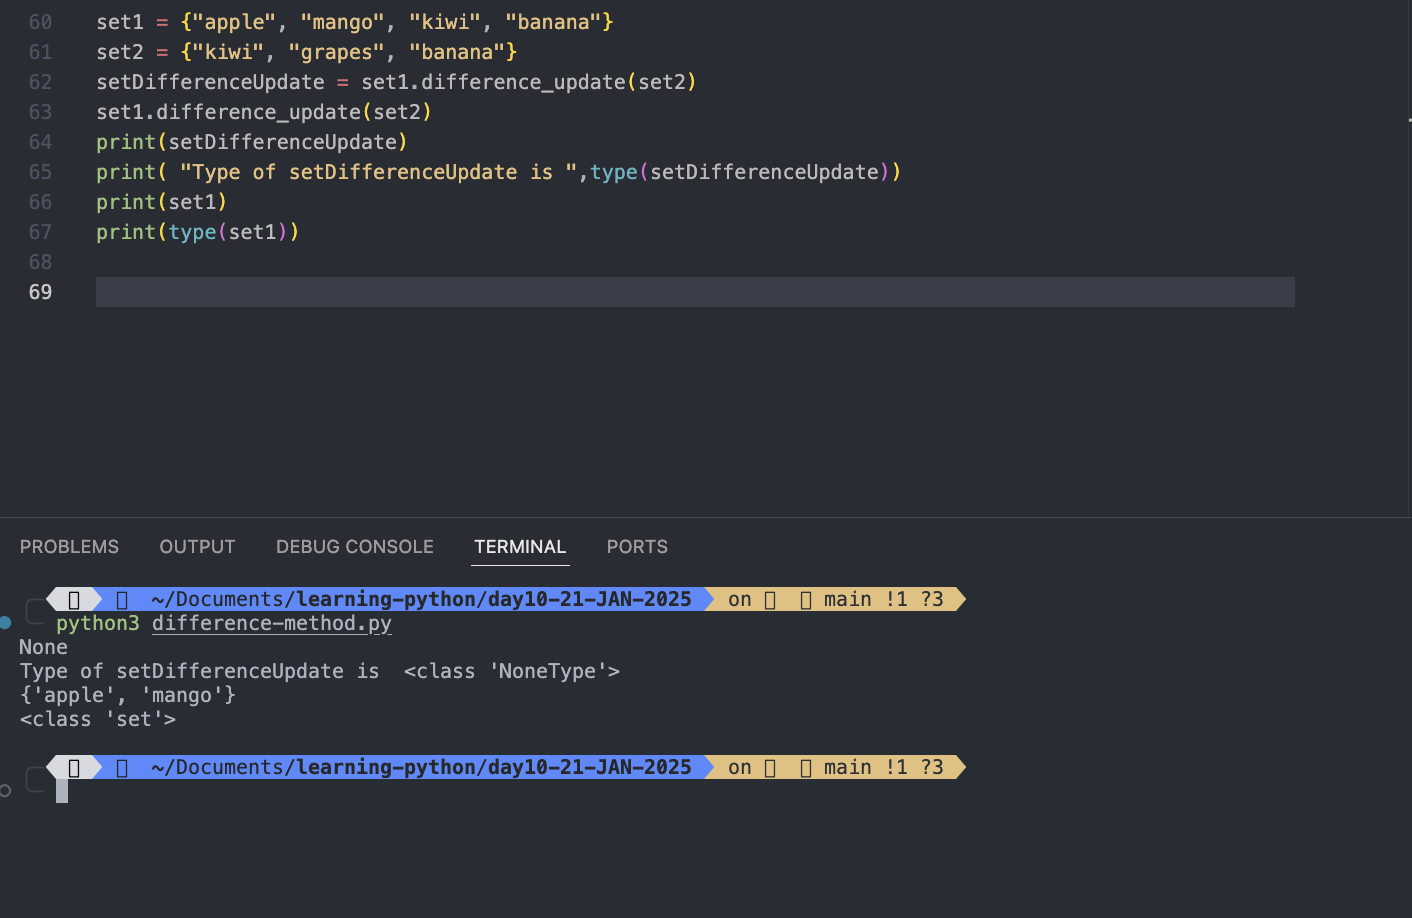 60 set1 = {"apple", "mango", "kiwi", "banana"}
61 set2 = {"kiwi", "grapes", "banana"}
62 setDifferenceUpdate = set1.difference_update(set2)
63 set1.difference_update(set2)
64 print(setDifferenceUpdate)
65 print( "Type of setDifferenceUpdate is ",type(setDifferenceUpdate))
66 print(set1)
67 print(type(set1))
68
69
PROBLEMS OUTPUT DEBUG CONSOLE TERMINAL PORTS
~/Documents/learning-python/day10-21-JAN-2025 on main !1 ?3
python3 difference-method.py
None
Type of setDifferenceUpdate is  <class 'NoneType'>
{'apple', 'mango'}
<class 'set'>
~/Documents/learning-python/day10-21-JAN-2025 on main !1 ?3